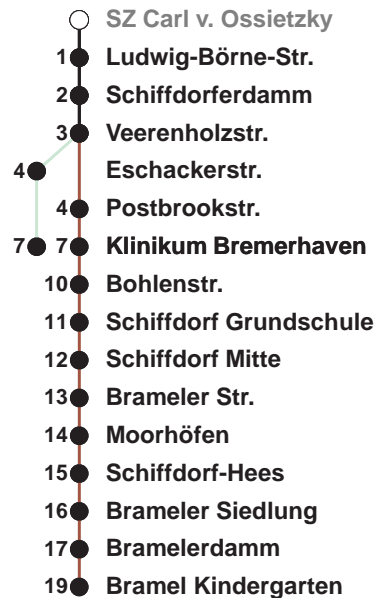 SZ Carl v. Ossietzky
1 Ludwig-Börne-Str.
2 Schiffdorferdamm
3 Veerenholzstr.
4 Eschackerstr.
4 Postbrookstr.
7 7 Klinikum Bremerhaven
10 Bohlenstr.
11 Schiffdorf Grundschule
12 Schiffdorf Mitte
13 Brameler Str.
14 Moorhöfen
15 Schiffdorf-Hees
16 Brameler Siedlung
17 Bramelerdamm
19 Bramel Kindergarten